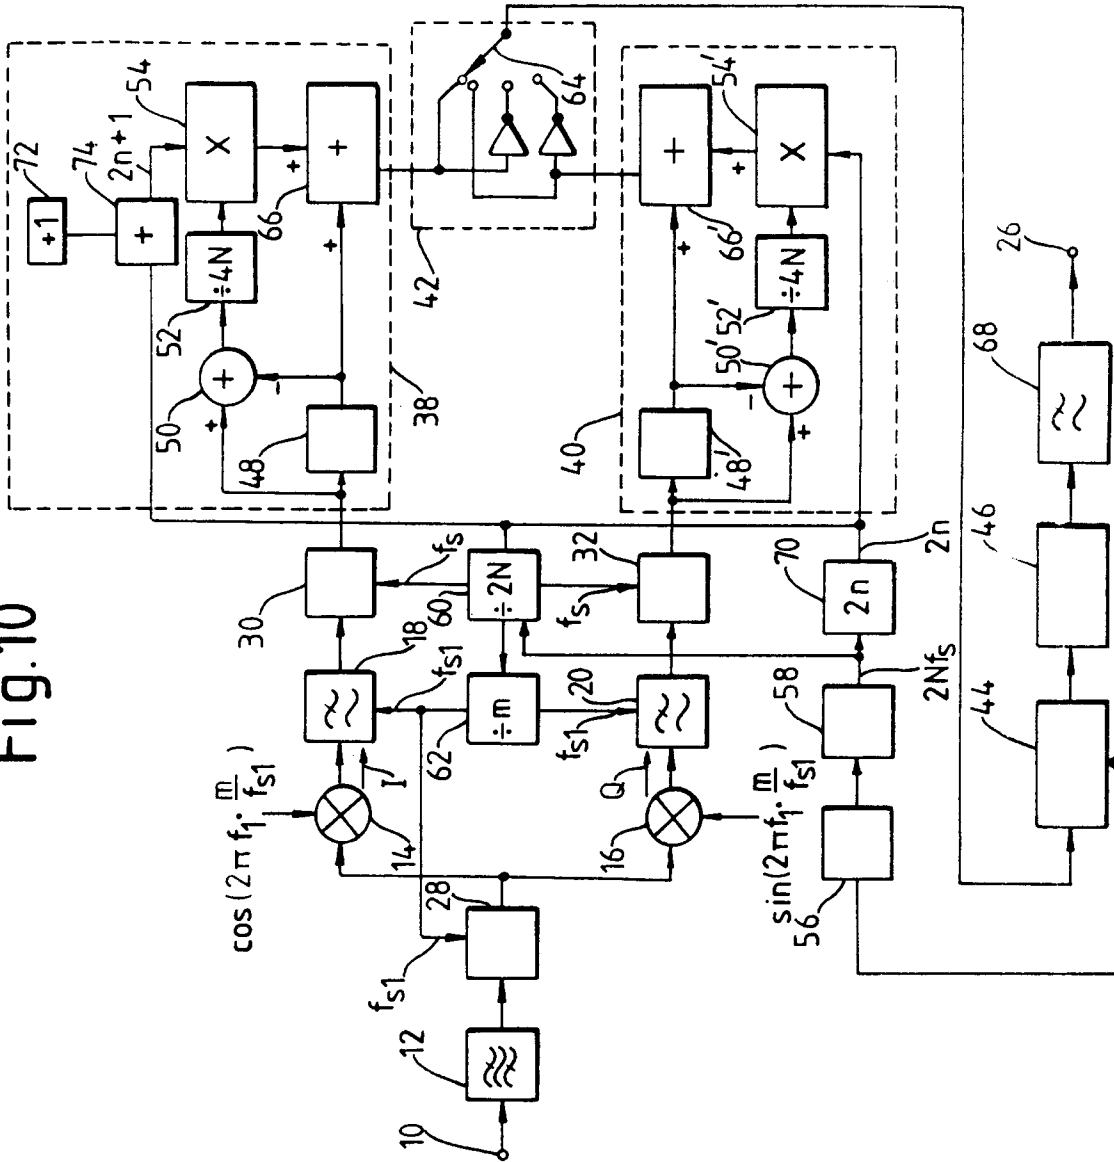 Fig.10
72
+1
74
+
2n+1
54
X
52
÷4N
50
+
+
-
48
66
+
+
+
38
42
64
40
66'
+
+
+
54'
X
52'
÷4N
50'
+
+
-
48'
30
fs
60
÷2N
fs
32
18
fs1
62
÷m
fs1
20
cos(2πf1·m/fs1)
I
14
Q
16
sin(2πf1·m/fs1)
28
fs1
12
10
56
58
2Nfs
70
2n
2n
44
46
68
26